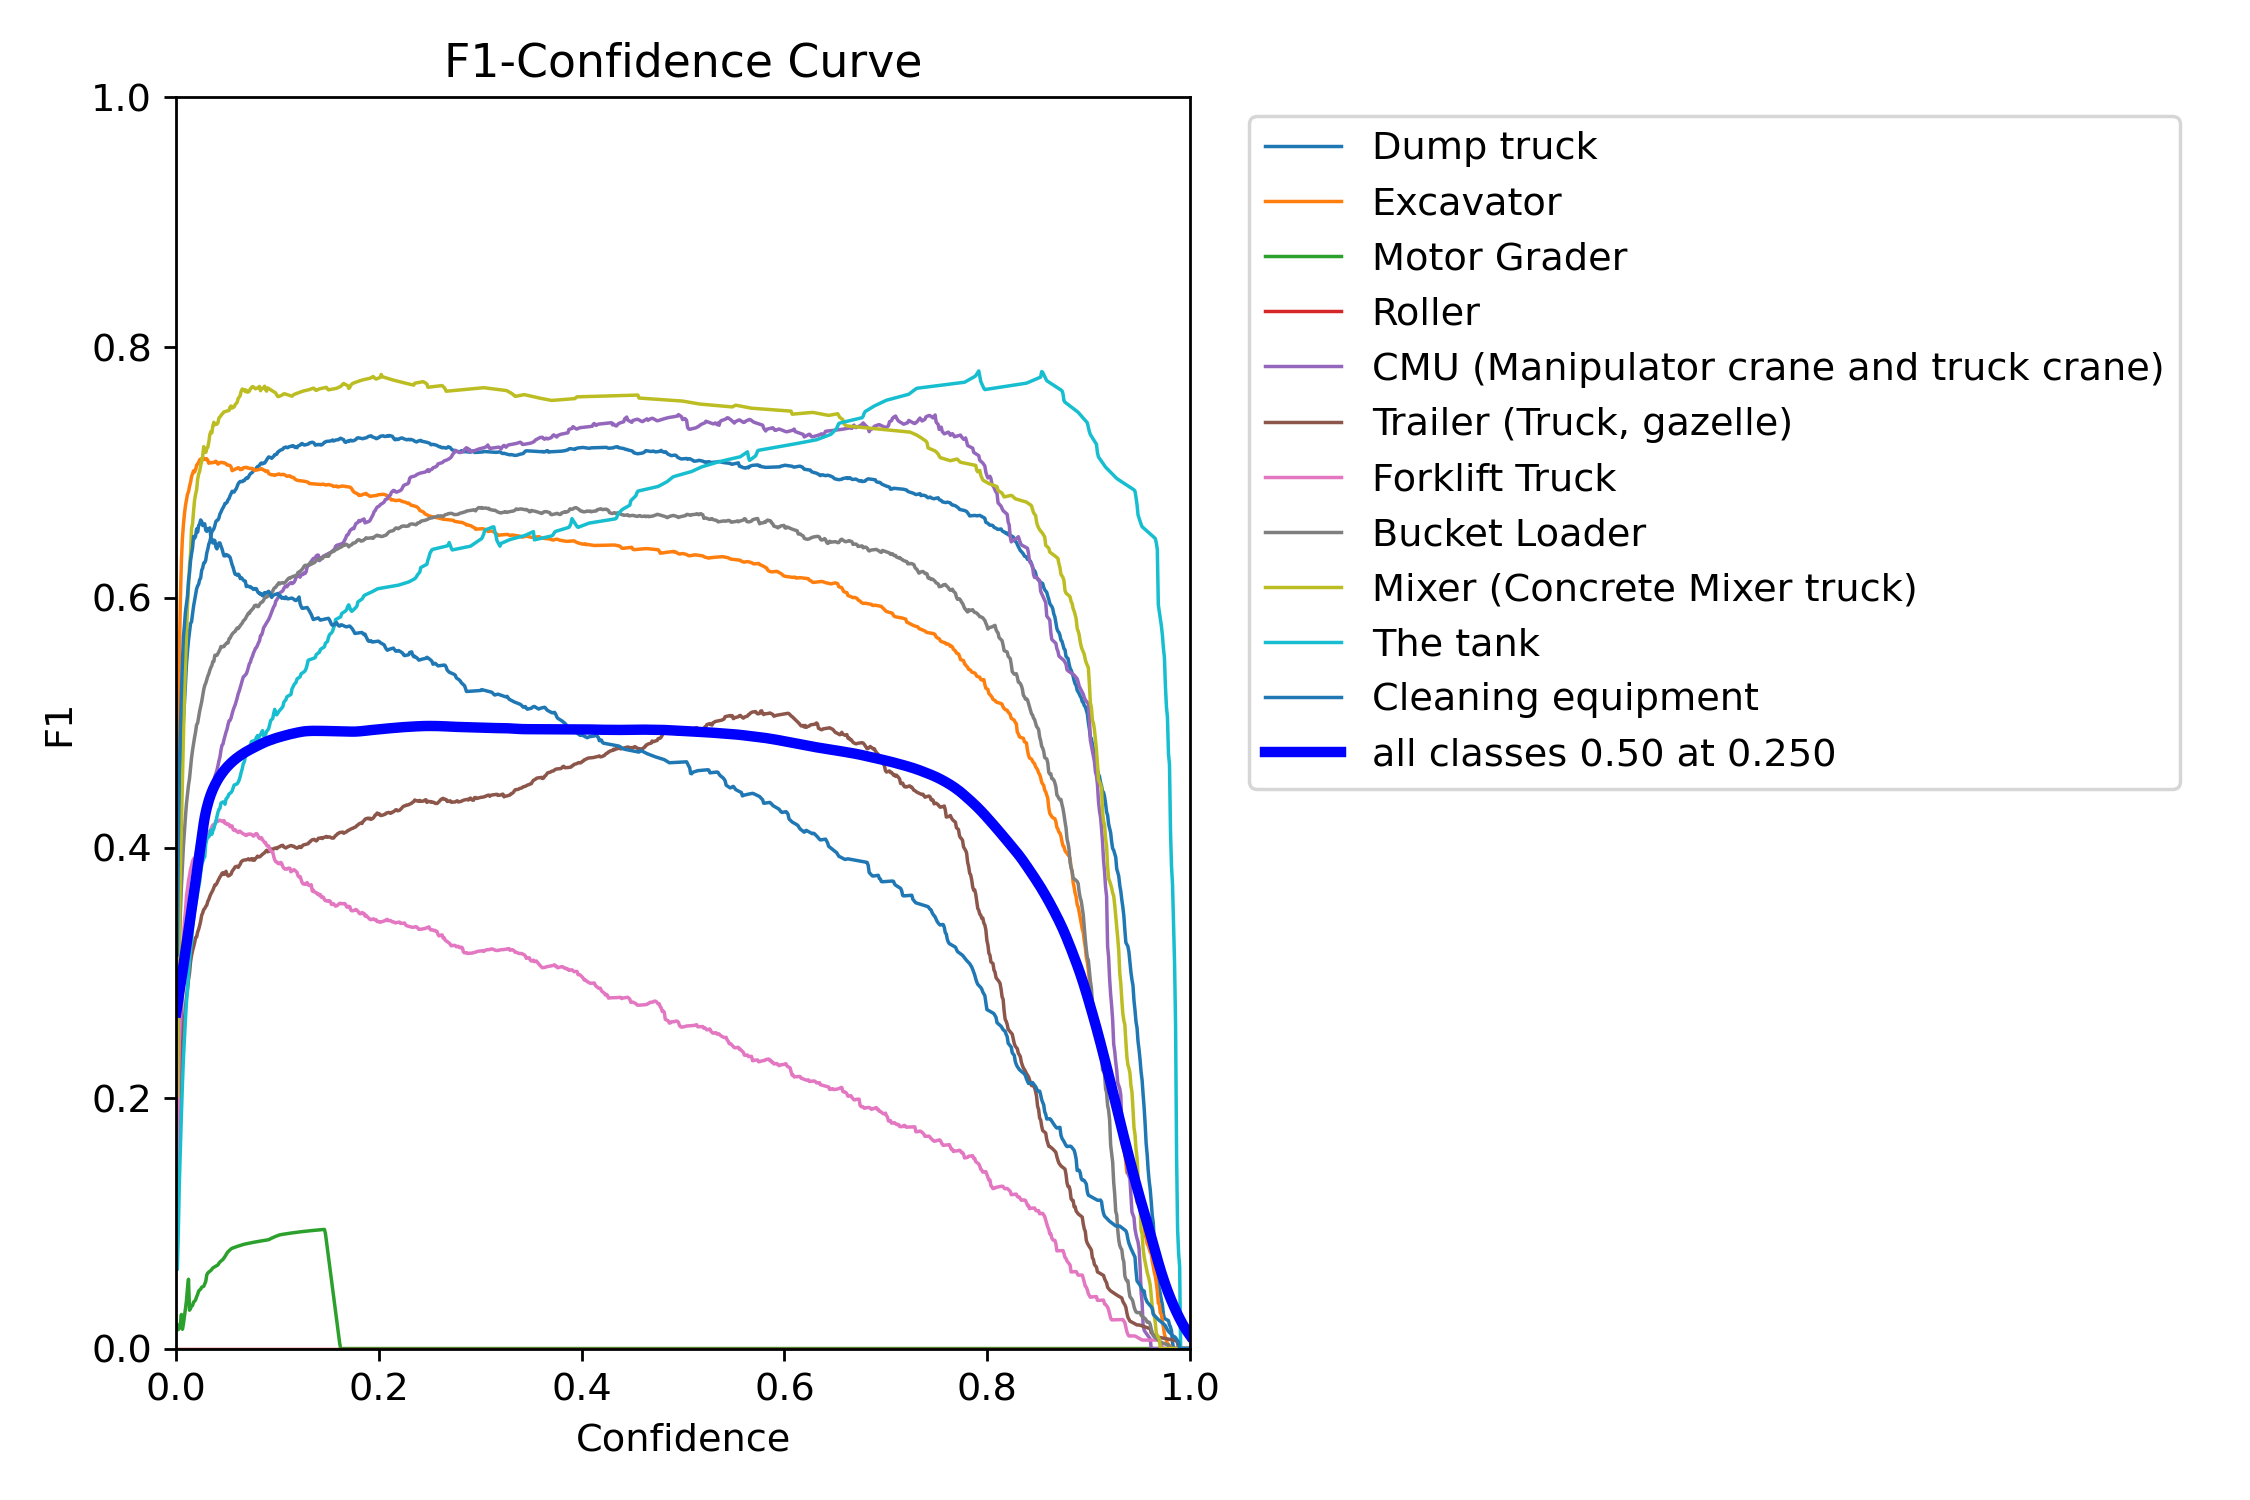 F1-Confidence Curve
1.0
0.8
0.6
0.4
0.2
0.0
F1
0.0 0.2 0.4 0.6 0.8 1.0
Confidence
Dump truck
Excavator
Motor Grader
Roller
CMU (Manipulator crane and truck crane)
Trailer (Truck, gazelle)
Forklift Truck
Bucket Loader
Mixer (Concrete Mixer truck)
The tank
Cleaning equipment
all classes 0.50 at 0.250